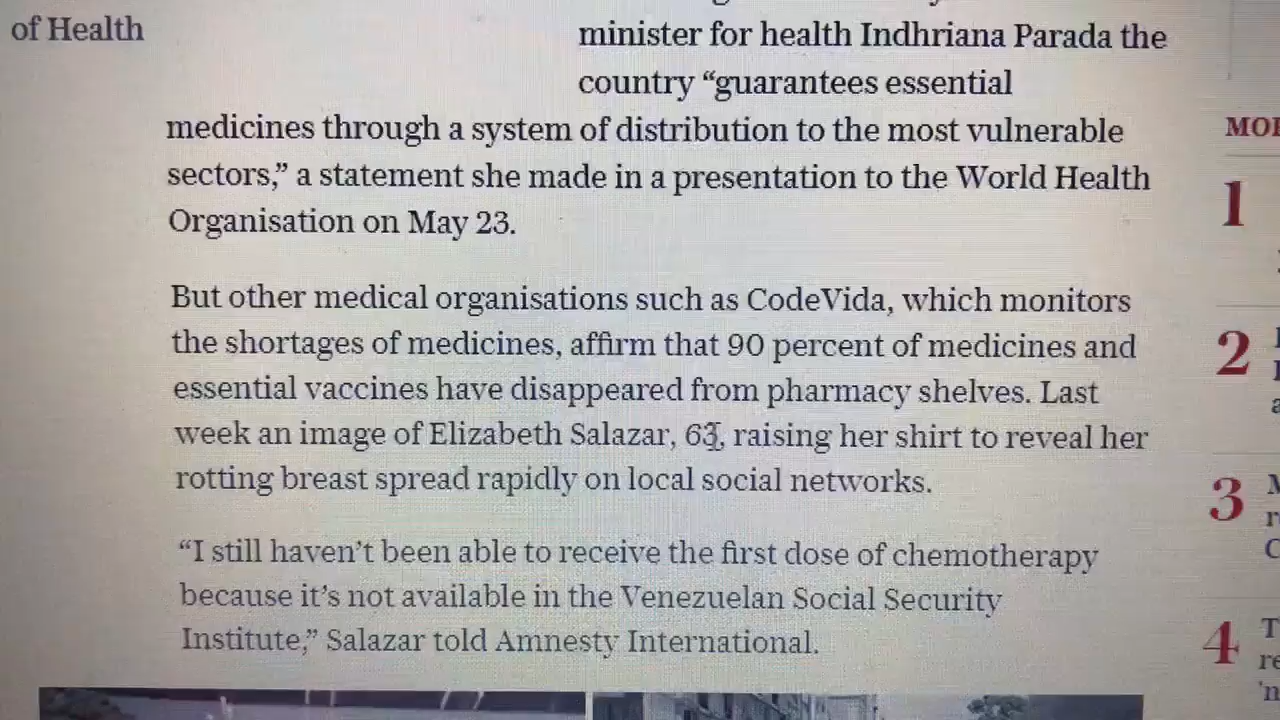 of Health
minister for health Indhriana Parada the
country “guarantees essential
medicines through a system of distribution to the most vulnerable
sectors,” a statement she made in a presentation to the World Health
Organisation on May 23.
But other medical organisations such as CodeVida, which monitors
the shortages of medicines, affirm that 90 percent of medicines and
essential vaccines have disappeared from pharmacy shelves. Last
week an image of Elizabeth Salazar, 63, raising her shirt to reveal her
rotting breast spread rapidly on local social networks.
“I still haven’t been able to receive the first dose of chemotherapy
because it’s not available in the Venezuelan Social Security
Institute,” Salazar told Amnesty International.
1
2
3
4